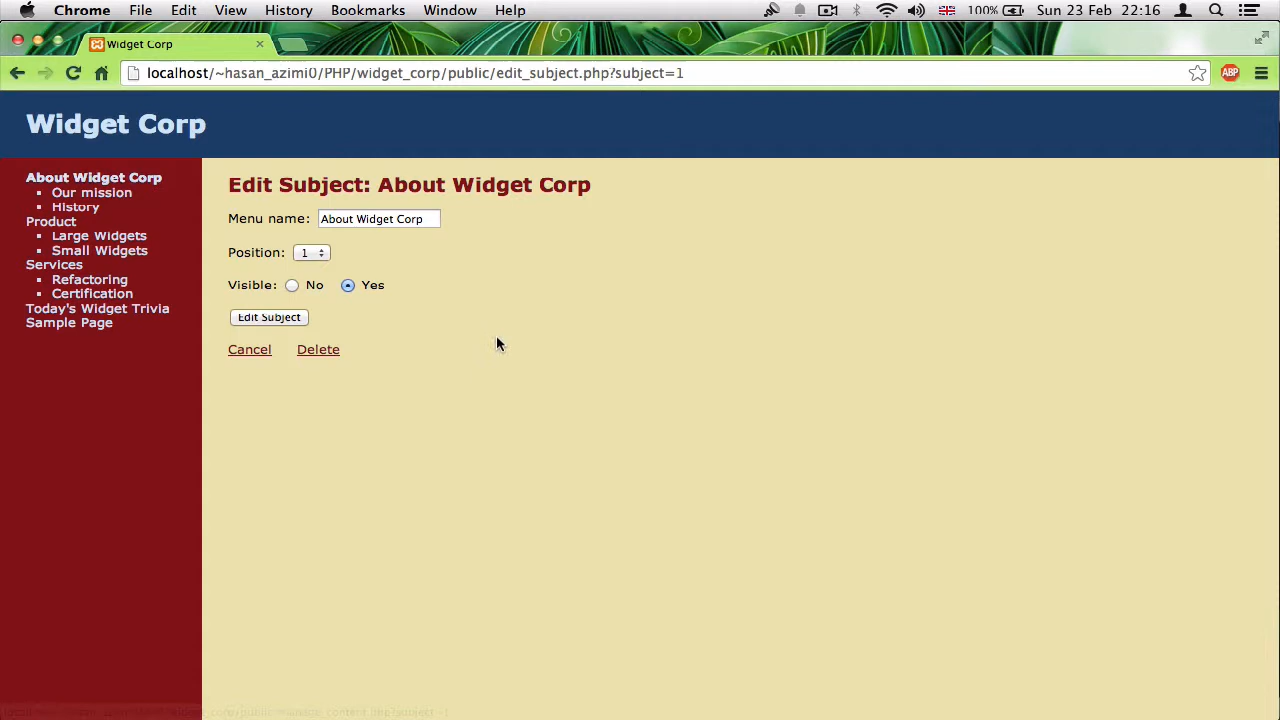 Chrome File Edit View History Bookmarks Window Help 100% Sun 23 Feb 22:16
Widget Corp
localhost/~hasan_azimi0/PHP/widget_corp/public/edit_subject.php?subject=1 ABP
Widget Corp
About Widget Corp
Our mission
History
Product
Large Widgets
Small Widgets
Services
Refactoring
Certification
Today's Widget Trivia
Sample Page
Edit Subject: About Widget Corp
Menu name: About Widget Corp
Position: 1
Visible: No Yes
Edit Subject
Cancel Delete